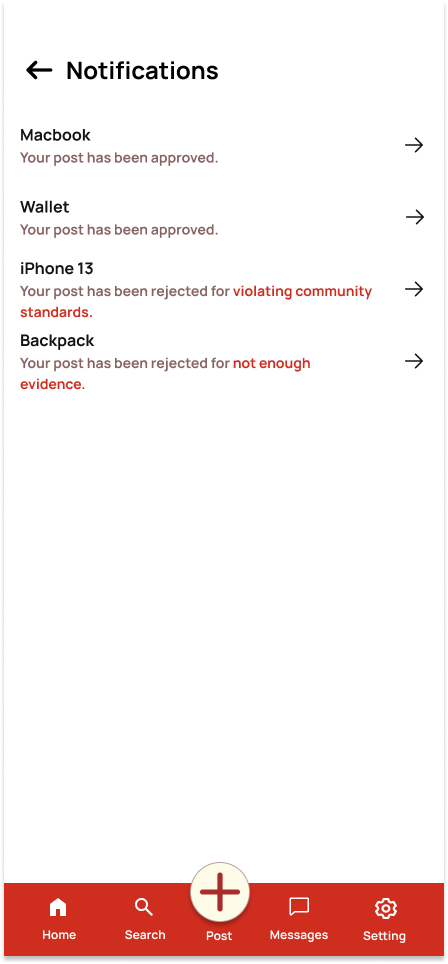 Notifications
Macbook
Your post has been approved.
Wallet
Your post has been approved.
iPhone 13
Your post has been rejected for violating community
standards.
Backpack
Your post has been rejected for not enough
evidence.
Home
Search
Post
Messages
Setting